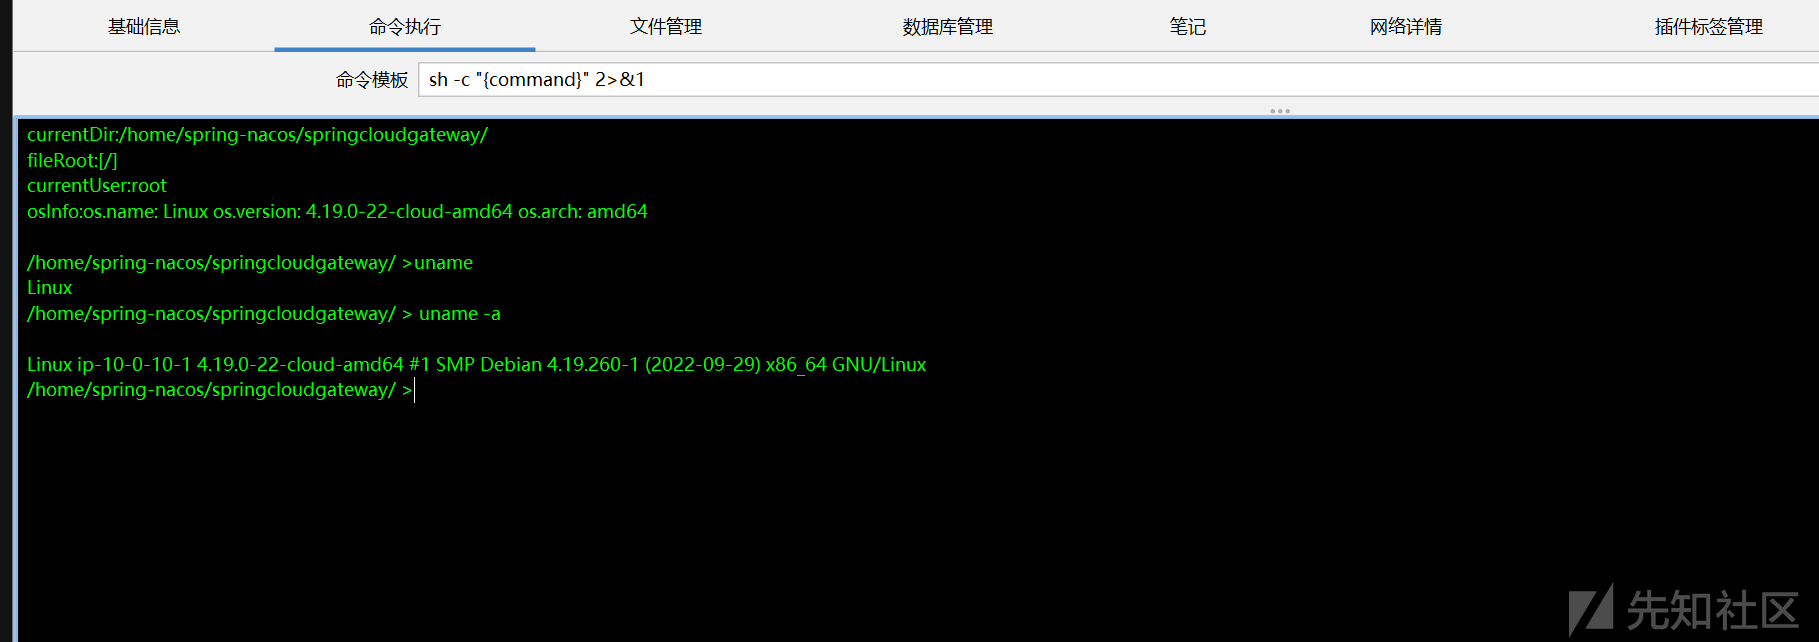 基础信息 命令执行 文件管理 数据库管理 笔记 网络详情 插件标签管理
命令模板 sh -c "{command}" 2>&1
currentDir:/home/spring-nacos/springcloudgateway/
fileRoot:[/]
currentUser:root
osInfo:os.name: Linux os.version: 4.19.0-22-cloud-amd64 os.arch: amd64
/home/spring-nacos/springcloudgateway/ >uname
Linux
/home/spring-nacos/springcloudgateway/ > uname -a
Linux ip-10-0-10-1 4.19.0-22-cloud-amd64 #1 SMP Debian 4.19.260-1 (2022-09-29) x86_64 GNU/Linux
/home/spring-nacos/springcloudgateway/ >
先知社区